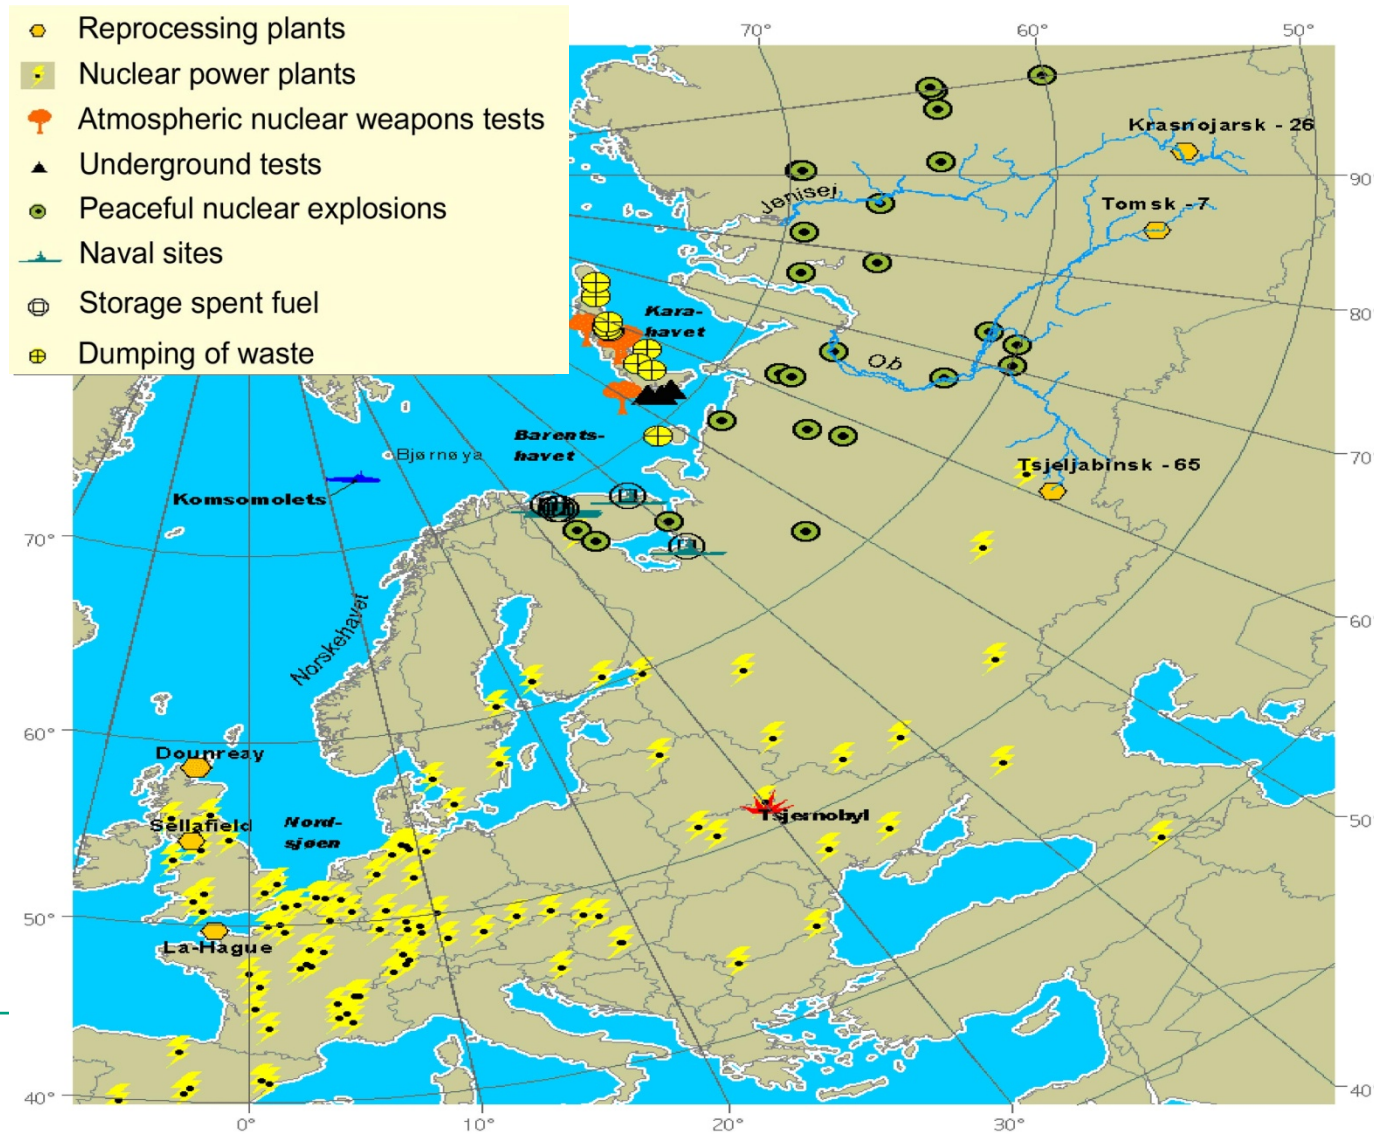 Reprocessing plants
Nuclear power plants
Atmospheric nuclear weapons tests
Underground tests
Peaceful nuclear explosions
Naval sites
Storage spent fuel
Dumping of waste
70°
60°
50°
Krasnojarsk - 26
90°
Jenisej
Tomsk - 7
Kara-
havet
80°
Ob
Barents-
havet
Bjørnøya
Komsomolets
Tsjeljabinsk - 65
70°
70°
Norskehavet
60°
60°
Dounreay
Sellafield
Nord-
sjøen
Tsjernobyl
50°
50°
La-Hague
40°
40°
0°
10°
20°
30°